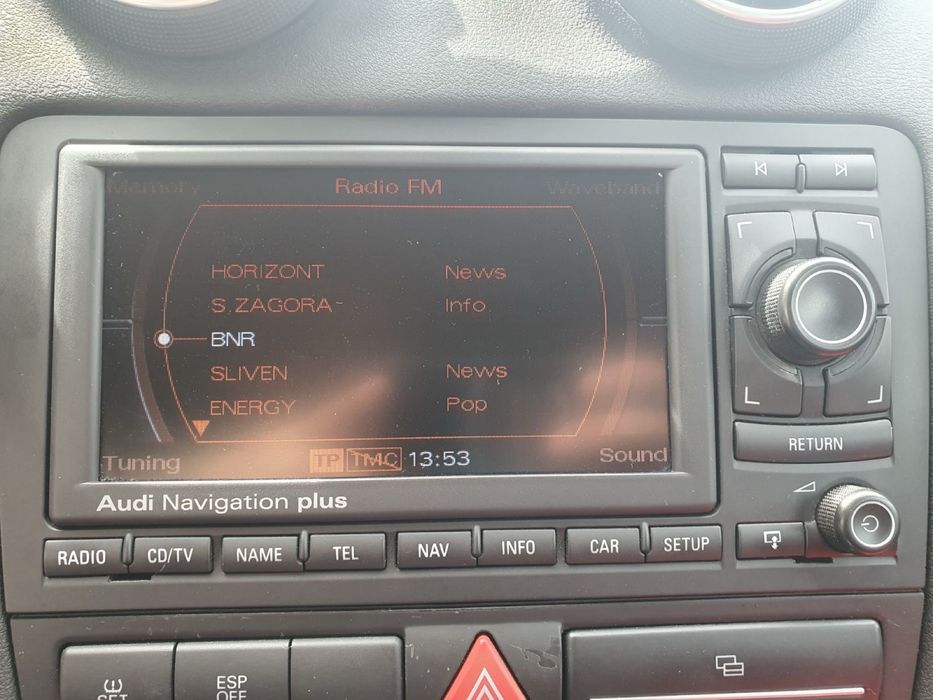 Memory Radio FM Waveband
HORIZONT News
S.ZAGORA Info
BNR
SLIVEN News
ENERGY Pop
Tuning TP TMC 13:53 Sound
Audi Navigation plus
RETURN
RADIO CD/TV NAME TEL NAV INFO CAR SETUP
SET ESP
OFF